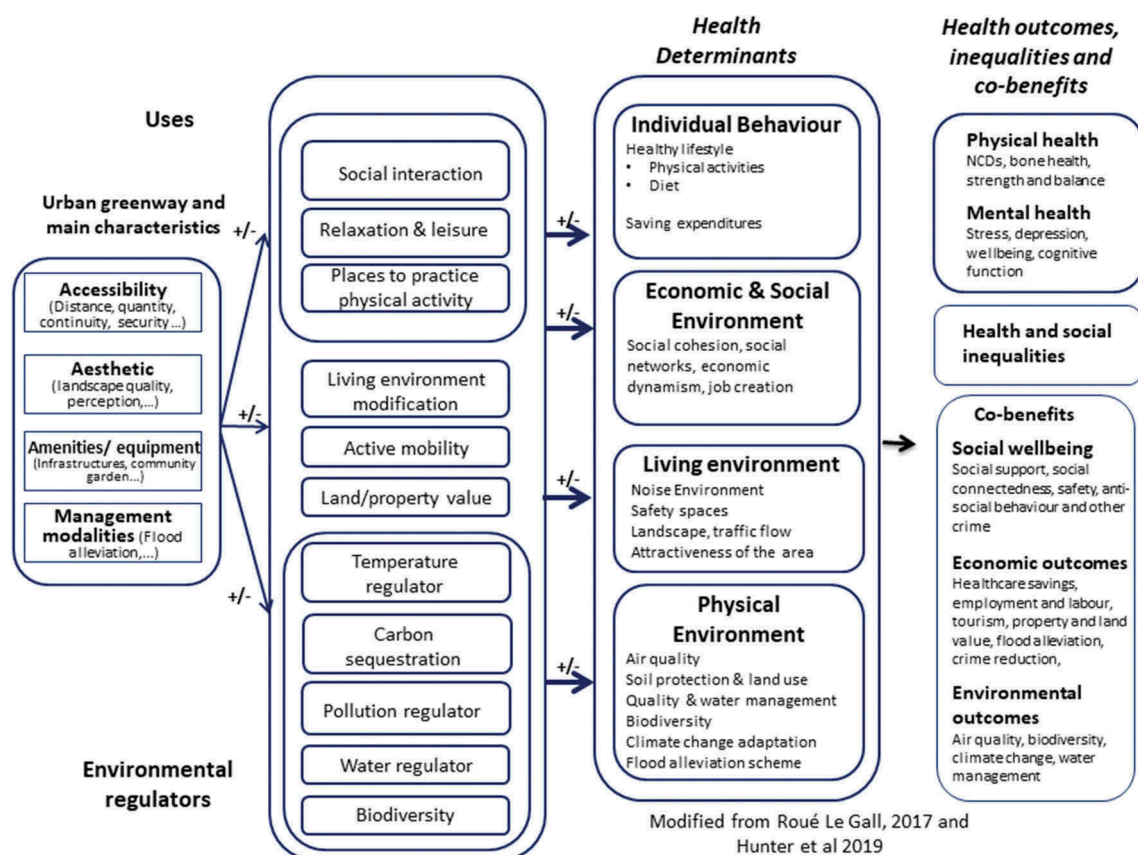 Health
Determinants
Health outcomes,
inequalities and
co-benefits
Uses
Urban greenway and
main characteristics
Accessibility
(Distance, quantity,
continuity, security...)
Aesthetic
(landscape quality,
perception,...)
Amenities/ equipment
(Infrastructures, community
garden...)
Management
modalities (Flood
alleviation,...)
+/-
+/-
+/-
Environmental
regulators
Social interaction
Relaxation & leisure
Places to practice
physical activity
Living environment
modification
Active mobility
Land/property value
Temperature
regulator
Carbon
sequestration
Pollution regulator
Water regulator
Biodiversity
+/-
+/-
+/-
+/-
Individual Behaviour
Healthy lifestyle
• Physical activities
• Diet
Saving expenditures
Economic & Social
Environment
Social cohesion, social
networks, economic
dynamism, job creation
Living environment
Noise Environment
Safety spaces
Landscape, traffic flow
Attractiveness of the area
Physical
Environment
Air quality
Soil protection & land use
Quality & water management
Biodiversity
Climate change adaptation
Flood alleviation scheme
Physical health
NCDs, bone health,
strength and balance
Mental health
Stress, depression,
wellbeing, cognitive
function
Health and social
inequalities
Co-benefits
Social wellbeing
Social support, social
connectedness, safety, anti-
social behaviour and other
crime
Economic outcomes
Healthcare savings,
employment and labour,
tourism, property and land
value, flood alleviation,
crime reduction,
Environmental
outcomes
Air quality, biodiversity,
climate change, water
management
Modified from Roué Le Gall, 2017 and
Hunter et al 2019